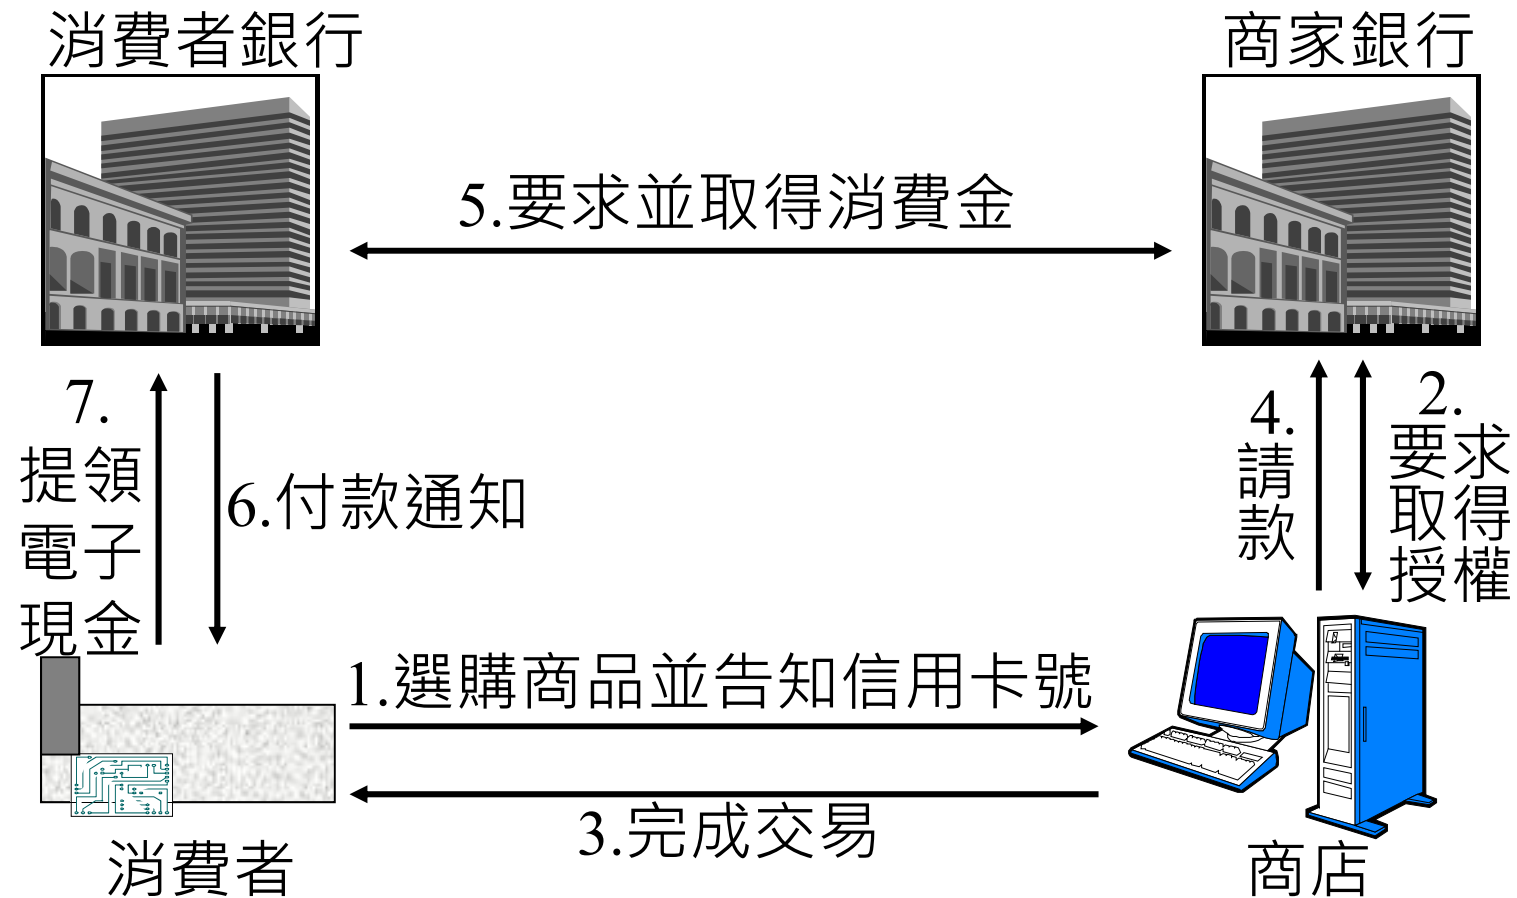 消費者銀行
商家銀行
5.要求並取得消費金
7.
提領
電子
現金
6.付款通知
4.
請
款
2.
要求
取得
授權
1.選購商品並告知信用卡號
3.完成交易
消費者
商店